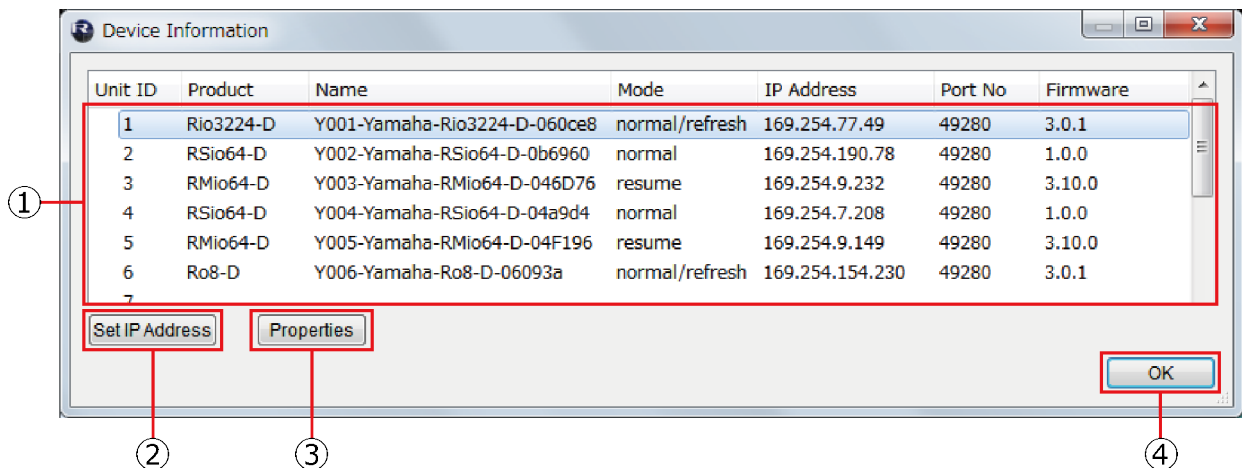 Device Information
Unit ID Product Name Mode IP Address Port No Firmware
1 Rio3224-D Y001-Yamaha-Rio3224-D-060ce8 normal/refresh 169.254.77.49 49280 3.0.1
2 RSio64-D Y002-Yamaha-RSio64-D-0b6960 normal 169.254.190.78 49280 1.0.0
3 RMio64-D Y003-Yamaha-RMio64-D-046D76 resume 169.254.9.232 49280 3.10.0
4 RSio64-D Y004-Yamaha-RSio64-D-04a9d4 normal 169.254.7.208 49280 1.0.0
5 RMio64-D Y005-Yamaha-RMio64-D-04F196 resume 169.254.9.149 49280 3.10.0
6 Ro8-D Y006-Yamaha-Ro8-D-06093a normal/refresh 169.254.154.230 49280 3.0.1
7
①
Set IP Address Properties
OK
② ③ ④